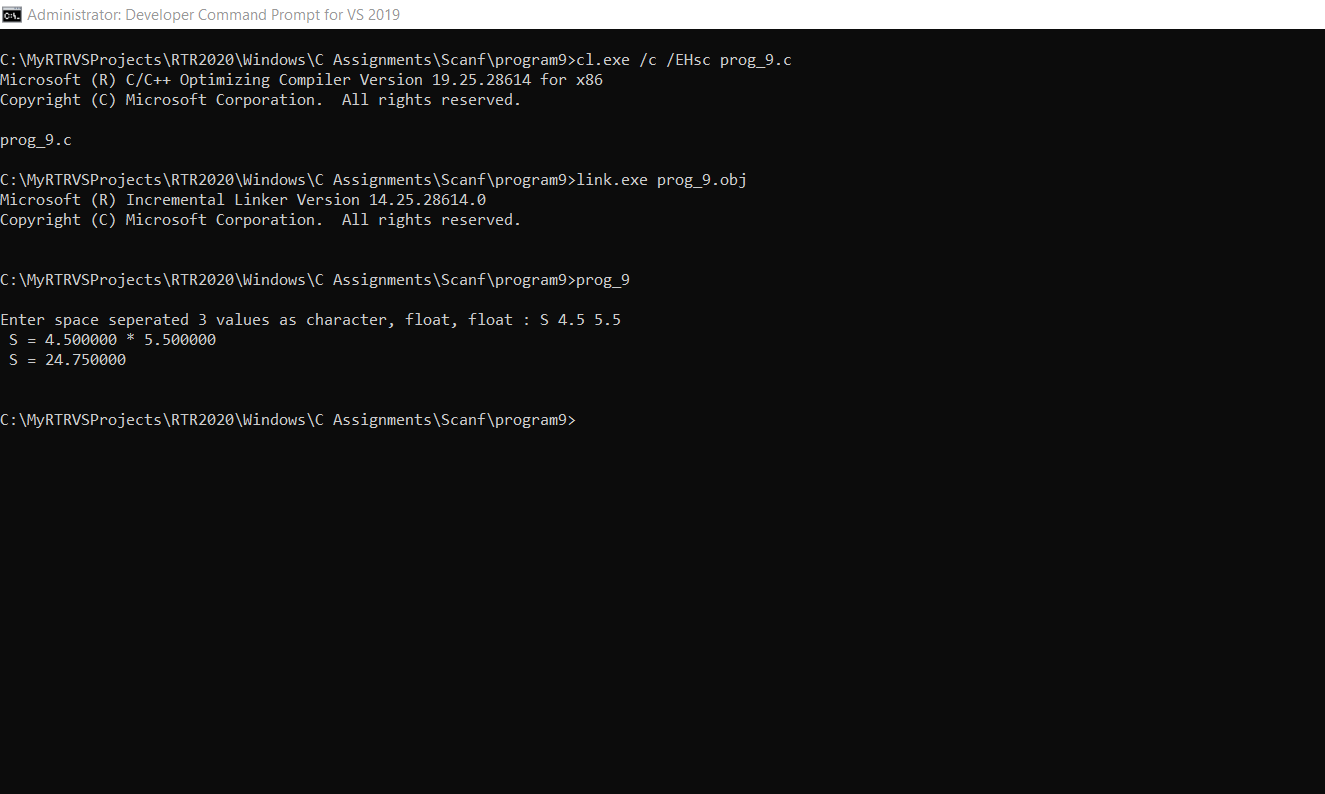 Administrator: Developer Command Prompt for VS 2019
C:\MyRTRVSProjects\RTR2020\Windows\C Assignments\Scanf\program9>cl.exe /c /EHsc prog_9.c
Microsoft (R) C/C++ Optimizing Compiler Version 19.25.28614 for x86
Copyright (C) Microsoft Corporation.  All rights reserved.
prog_9.c
C:\MyRTRVSProjects\RTR2020\Windows\C Assignments\Scanf\program9>link.exe prog_9.obj
Microsoft (R) Incremental Linker Version 14.25.28614.0
Copyright (C) Microsoft Corporation.  All rights reserved.
C:\MyRTRVSProjects\RTR2020\Windows\C Assignments\Scanf\program9>prog_9
Enter space seperated 3 values as character, float, float : S 4.5 5.5
 S = 4.500000 * 5.500000
 S = 24.750000
C:\MyRTRVSProjects\RTR2020\Windows\C Assignments\Scanf\program9>